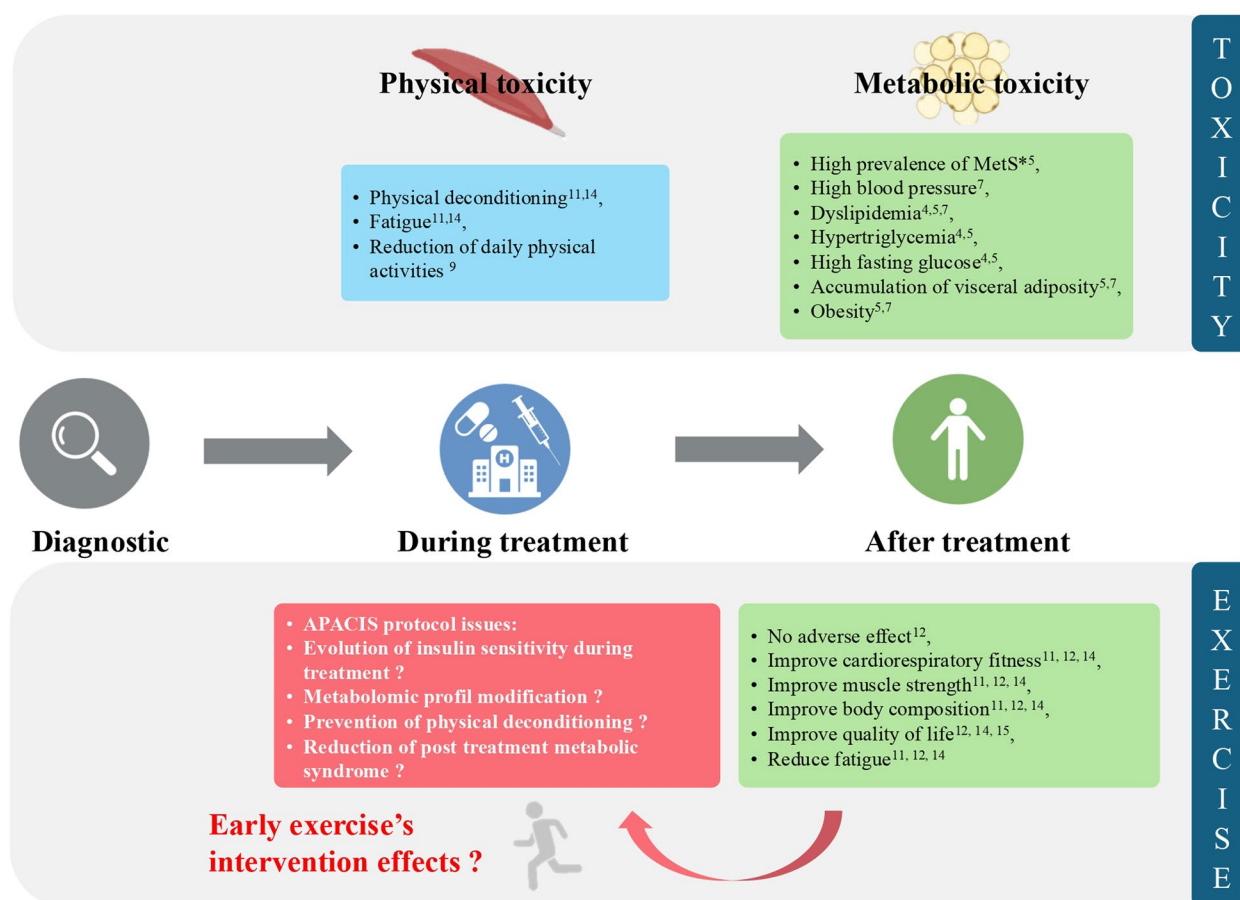 Physical toxicity
Metabolic toxicity
• Physical deconditioning11,14,
• Fatigue11,14,
• Reduction of daily physical
activities 9
• High prevalence of MetS*5,
• High blood pressure7,
• Dyslipidemia4,5,7,
• Hypertriglycemia4,5,
• High fasting glucose4,5,
• Accumulation of visceral adiposity5,7,
• Obesity5,7
TOXICITY
H
Diagnostic
During treatment
After treatment
• APACIS protocol issues:
• Evolution of insulin sensitivity during
treatment ?
• Metabolomic profil modification ?
• Prevention of physical deconditioning ?
• Reduction of post treatment metabolic
syndrome ?
• No adverse effect12,
• Improve cardiorespiratory fitness11, 12, 14,
• Improve muscle strength11, 12, 14,
• Improve body composition11, 12, 14,
• Improve quality of life12, 14, 15,
• Reduce fatigue11, 12, 14
Early exercise’s
intervention effects ?
EXERCISE